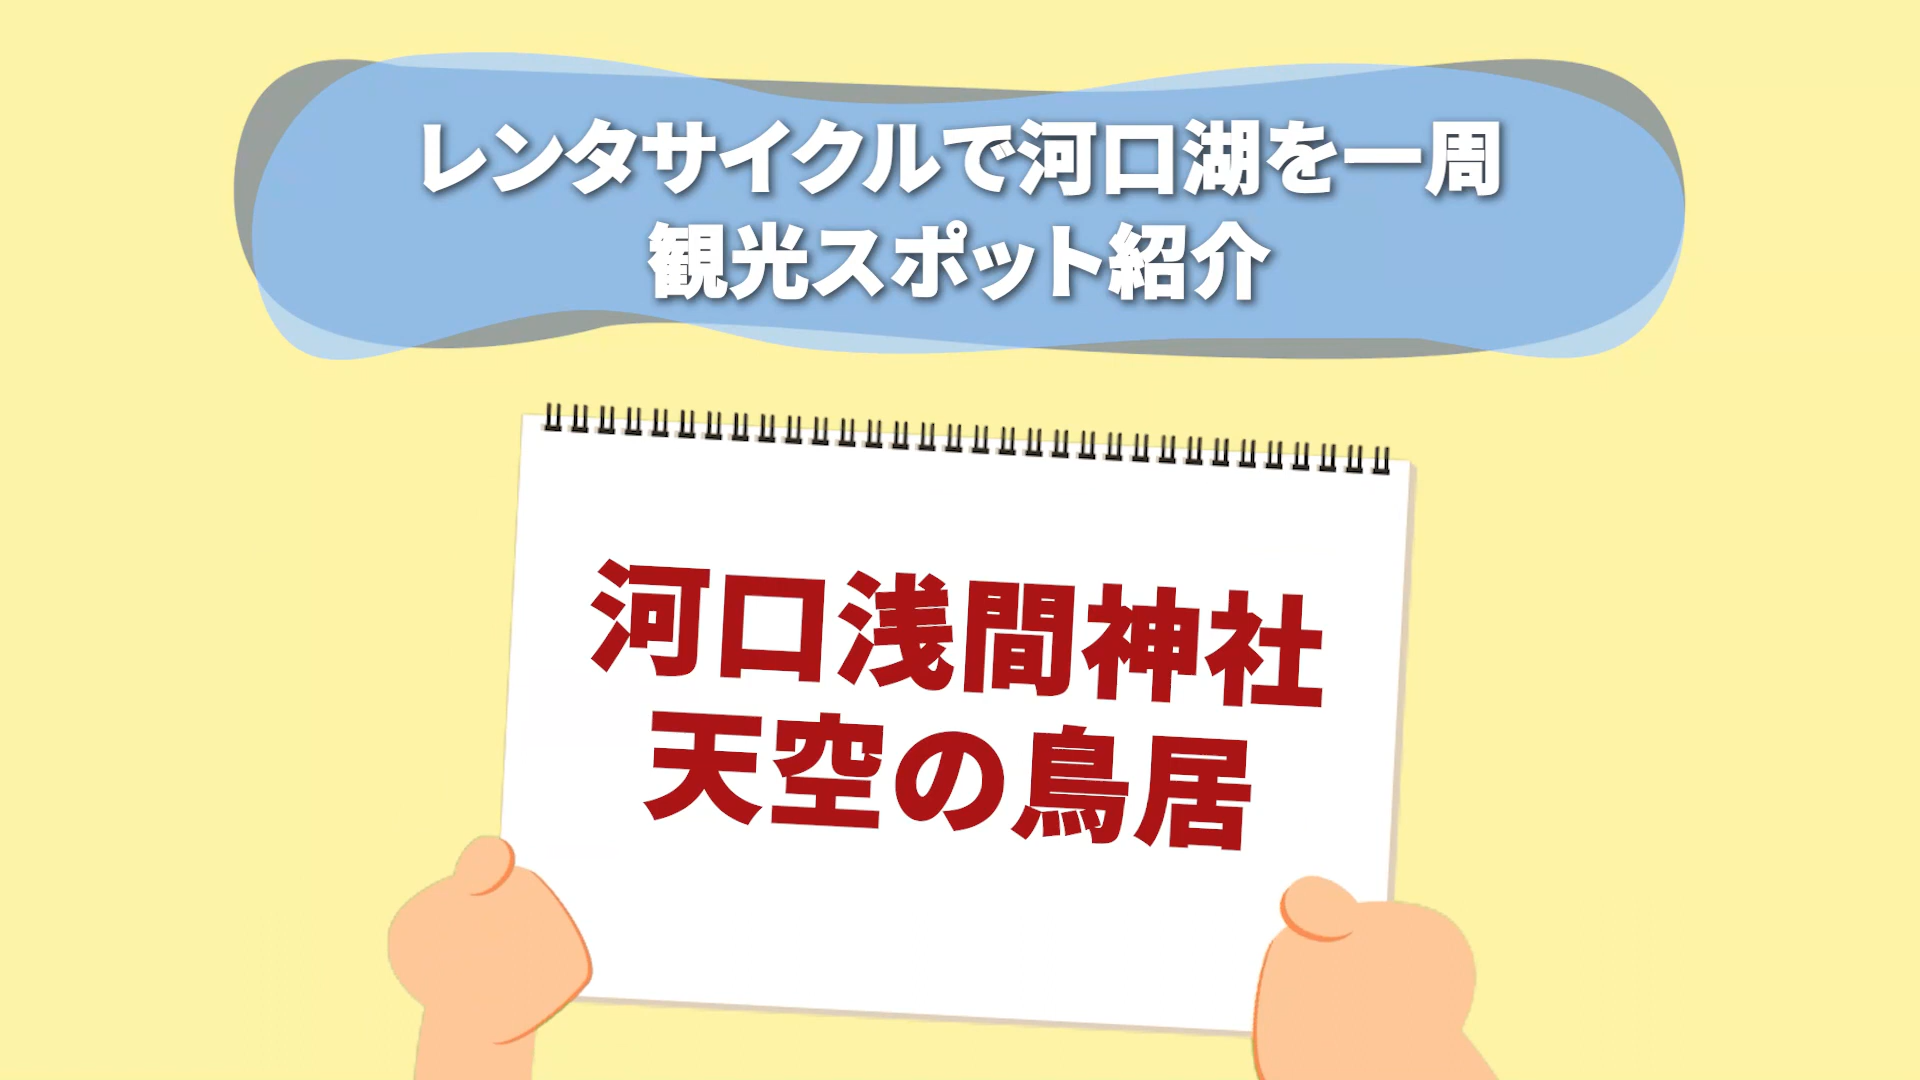 レンタサイクルで河口湖を一周
観光スポット紹介
河口浅間神社
天空の鳥居